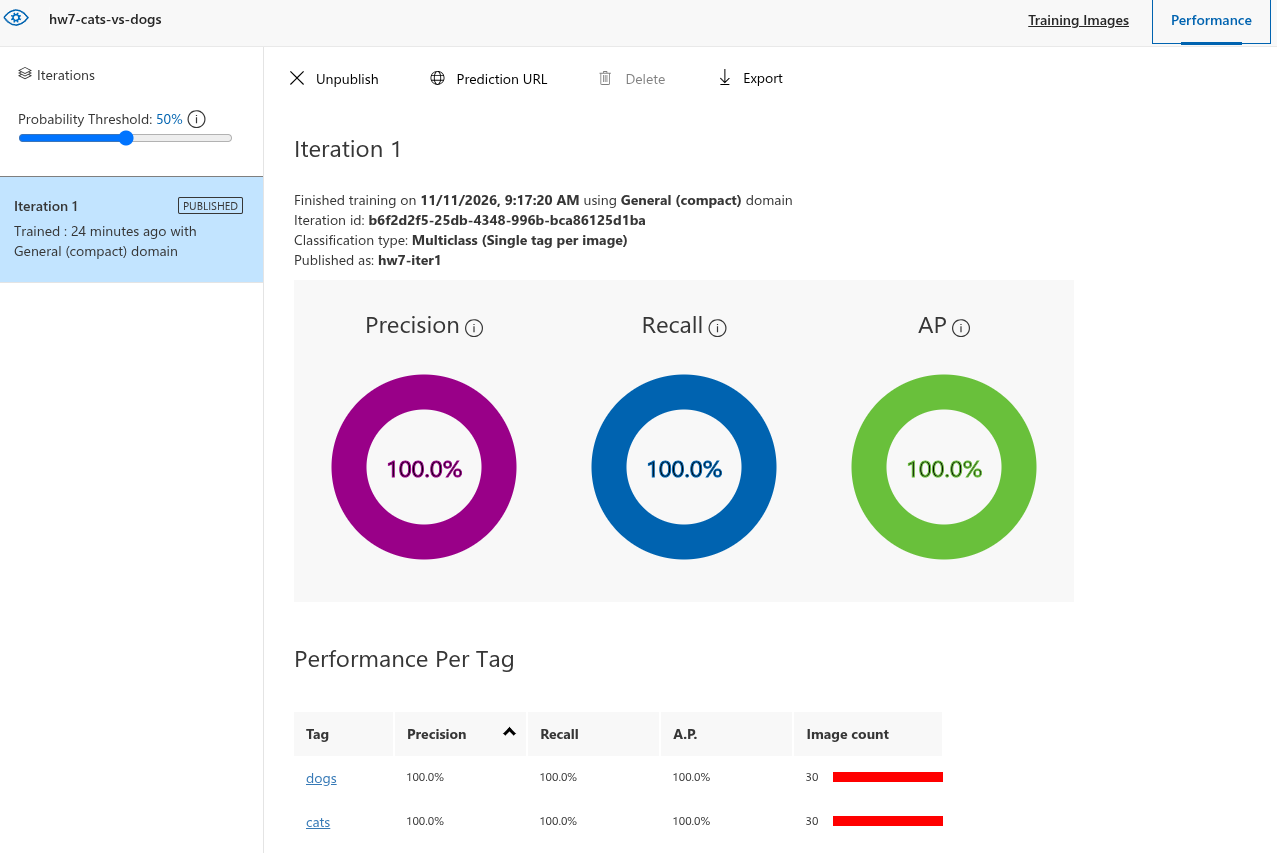 hw7-cats-vs-dogs
Training Images
Performance
Iterations
Probability Threshold: 50%
Iteration 1
PUBLISHED
Trained : 24 minutes ago with
General (compact) domain
Unpublish
Prediction URL
Delete
Export
Iteration 1
Finished training on 11/11/2026, 9:17:20 AM using General (compact) domain
Iteration id: b6f2d2f5-25db-4348-996b-bca86125d1ba
Classification type: Multiclass (Single tag per image)
Published as: hw7-iter1
Precision
Recall
AP
100.0%
100.0%
100.0%
Performance Per Tag
Tag Precision Recall A.P. Image count
dogs 100.0% 100.0% 100.0% 30
cats 100.0% 100.0% 100.0% 30